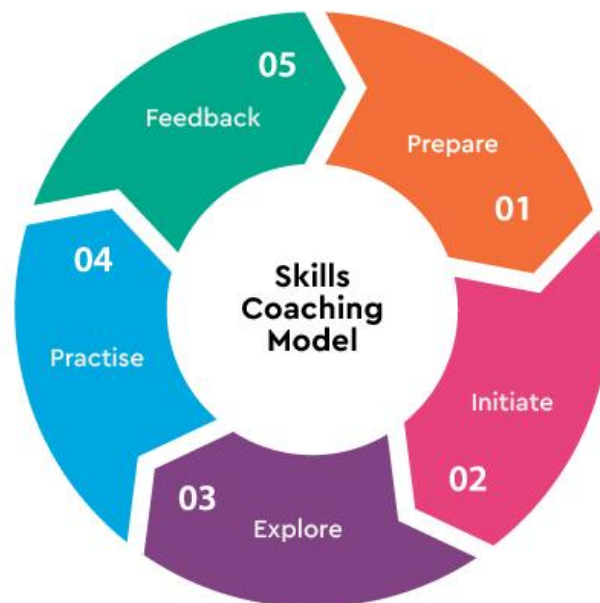 Skills
Coaching
Model
Prepare
01
Initiate
02
03
Explore
04
Practise
05
Feedback